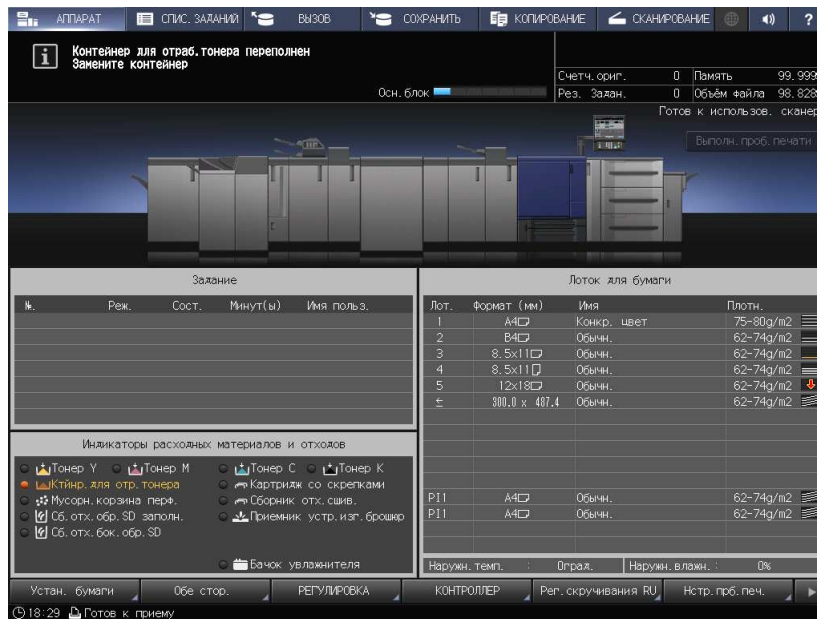 АППАРАТ СПИС. ЗАДАНИЙ ВЫЗОВ СОХРАНИТЬ КОПИРОВАНИЕ СКАНИРОВАНИЕ ?
Контейнер для отраб.тонера переполнен
Замените контейнер
Осн.блок
Счетч.ориг. 0 Память 99.999
Рез. Задан. 0 Объём файла 98.828
Готов к использов. сканер
Выполн. проб. печати
Задание
№. Реж. Сост. Минут(ы) Имя польз.
Лоток для бумаги
Лот. Формат (мм) Имя Плотн.
1 A4 Конкр. цвет 75-80g/m2
2 B4 Обычн. 62-74g/m2
3 8.5x11 Обычн. 62-74g/m2
4 8.5x11 Обычн. 62-74g/m2
5 12x18 Обычн. 62-74g/m2
300.0 x 487.4 Обычн. 62-74g/m2
PI1 A4 Обычн. 62-74g/m2
PI1 A4 Обычн. 62-74g/m2
Наружн.темп. : 0град. Наружн.влажн. : 0%
Индикаторы расходных материалов и отходов
Тонер Y Тонер M Тонер C Тонер K
Ктйнр.для отр.тонера Картридж со скрепками
Мусорн.корзина перф. Сборник отх.сшив.
Сб.отх.обр.SD заполн. Приемник устр.изг.брошюр
Сб.отх.бок.обр.SD
Бачок увлажнителя
Устан. бумаги Обе стор. РЕГУЛИРОВКА КОНТРОЛЛЕР Рег.скручивания RU Нстр.прб.печ.
18:29 Готов к приему